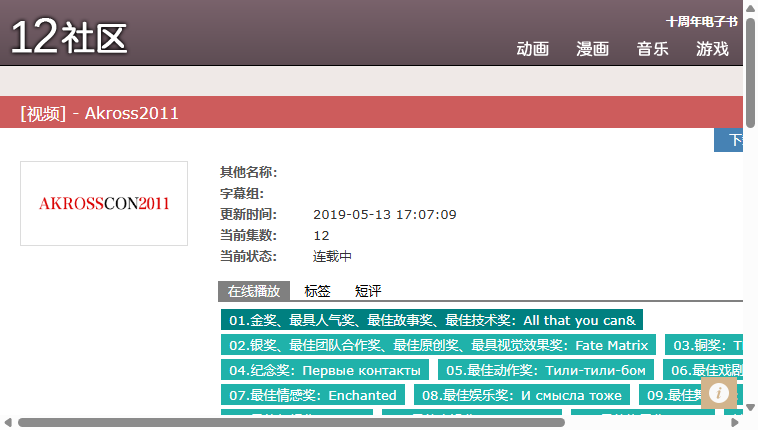 12社区
十周年电子书
动画 漫画 音乐 游戏
[视频] - Akross2011
AKROSSCON2011
其他名称:
字幕组:
更新时间: 2019-05-13 17:07:09
当前集数: 12
当前状态: 连载中
在线播放 标签 短评
01.金奖、最具人气奖、最佳故事奖、最佳技术奖：All that you can&
02.银奖、最佳团队合作奖、最佳原创奖、最具视觉效果奖：Fate Matrix 03.铜奖：
04.纪念奖：Первые контакты 05.最佳动作奖：Тили-тили-бом 06.最佳戏剧
07.最佳情感奖：Enchanted 08.最佳娱乐奖：И смысла тоже 09.最佳